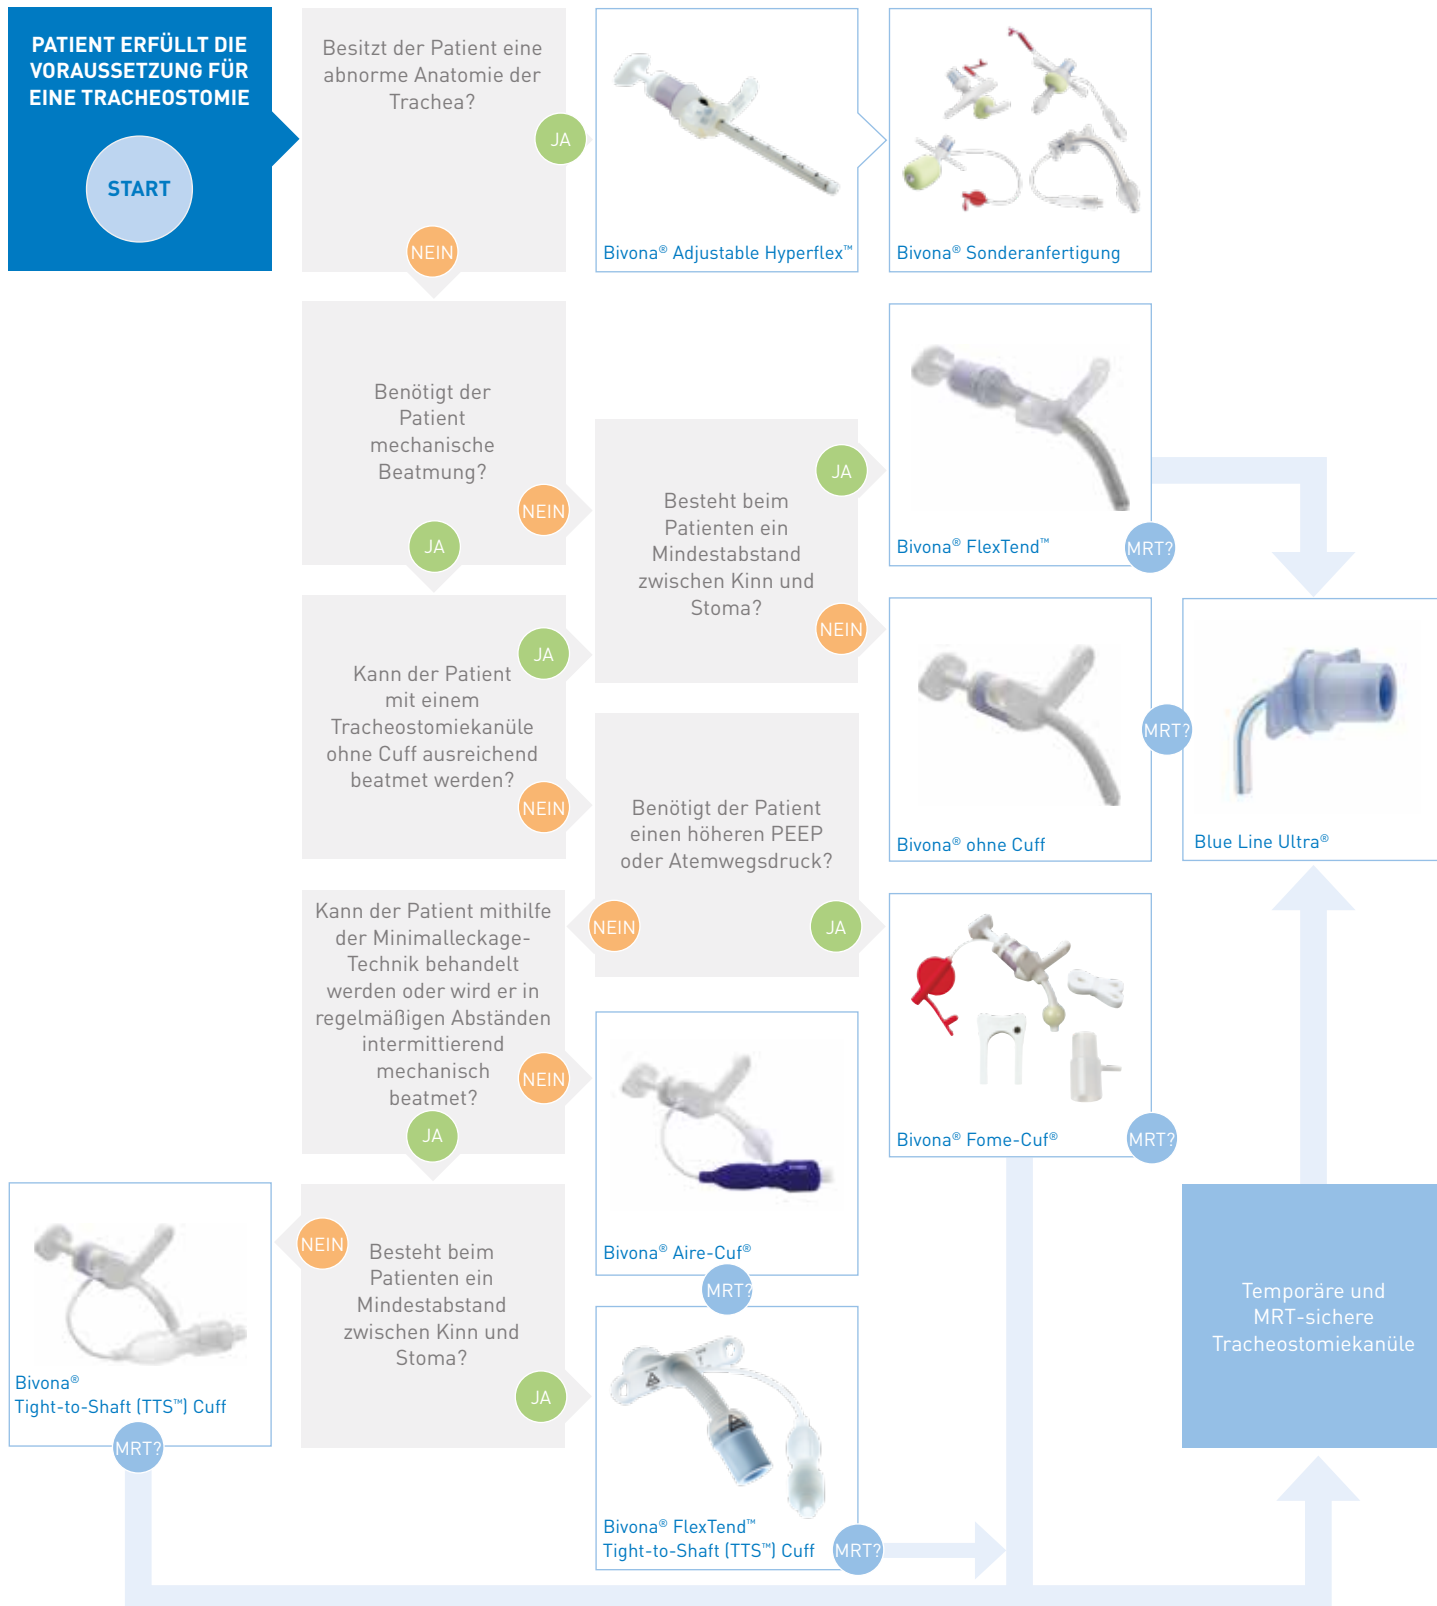 PATIENT ERFÜLLT DIE
VORAUSSETZUNG FÜR
EINE TRACHEOSTOMIE
START
Besitzt der Patient eine
abnorme Anatomie der
Trachea?
JA
NEIN
Bivona® Adjustable Hyperflex™
Bivona® Sonderanfertigung
Benötigt der
Patient
mechanische
Beatmung?
NEIN
JA
Besteht beim
Patienten ein
Mindestabstand
zwischen Kinn und
Stoma?
JA
NEIN
Bivona® FlexTend™
MRT?
Kann der Patient
mit einem
Tracheostomiekanüle
ohne Cuff ausreichend
beatmet werden?
JA
NEIN
Bivona® ohne Cuff
MRT?
Blue Line Ultra®
Benötigt der Patient
einen höheren PEEP
oder Atemwegsdruck?
NEIN
JA
Kann der Patient mithilfe
der Minimalleckage-
Technik behandelt
werden oder wird er in
regelmäßigen Abständen
intermittierend
mechanisch
beatmet?
NEIN
JA
Bivona® Fome-Cuf®
MRT?
Bivona® Aire-Cuf®
MRT?
Besteht beim
Patienten ein
Mindestabstand
zwischen Kinn und
Stoma?
NEIN
JA
Bivona®
Tight-to-Shaft (TTS™) Cuff
MRT?
Bivona® FlexTend™
Tight-to-Shaft (TTS™) Cuff
MRT?
Temporäre und
MRT-sichere
Tracheostomiekanüle